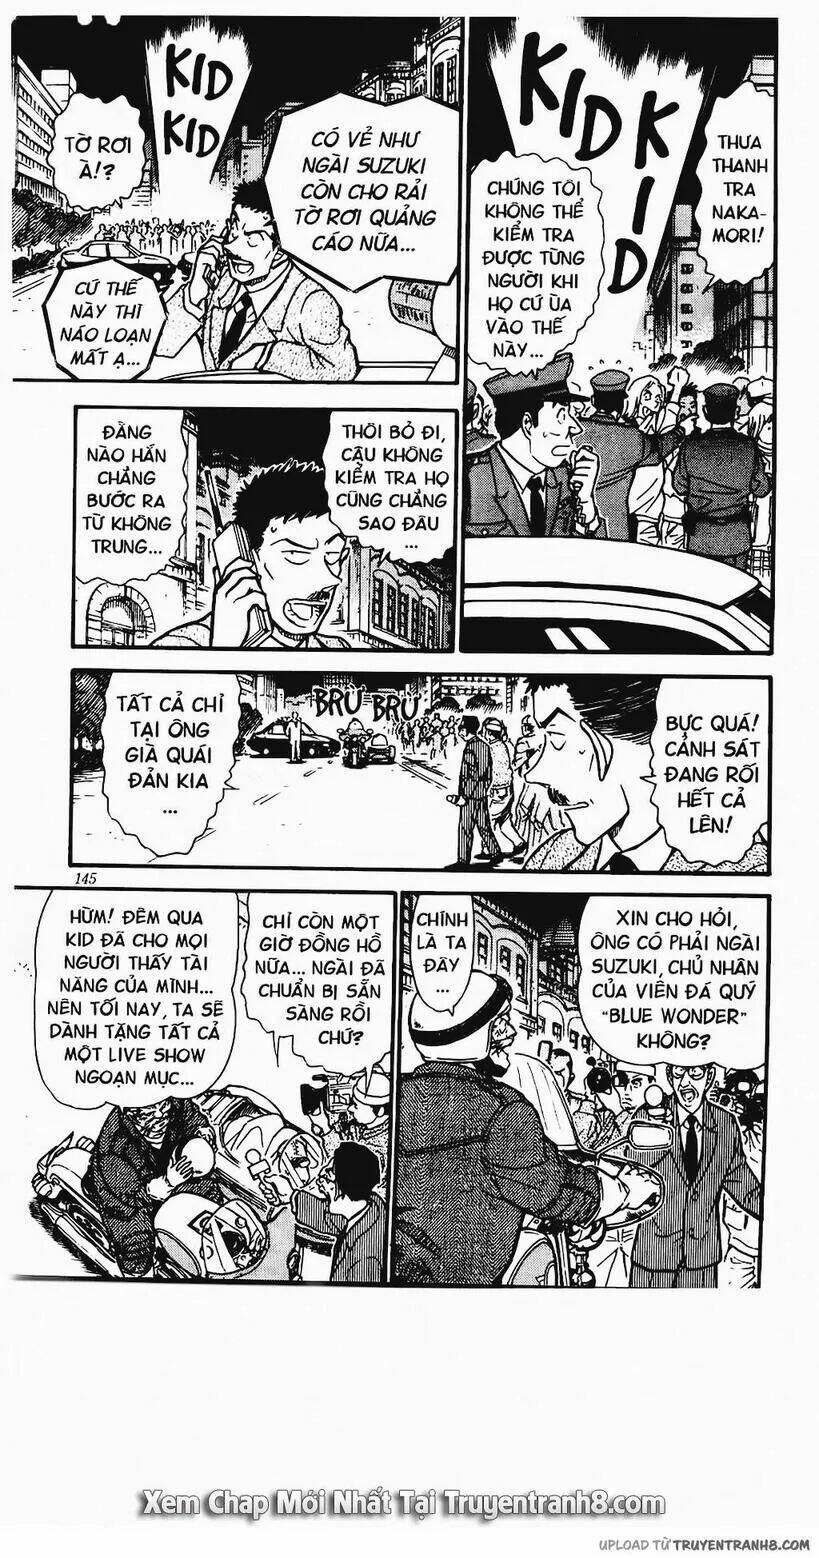 KID
KID
THƯA
THANH
TRA
NAKA-
MORI!
CHÚNG TÔI
KHÔNG THỂ
KIỂM TRA
ĐƯỢC TỪNG
NGƯỜI KHI
HỌ CỨ ÙA
VÀO THẾ
NÀY...
KID
KID
CÓ VẺ NHƯ
NGÀI SUZUKI
CÒN CHO RẢI
TỜ RƠI QUẢNG
CÁO NỮA...
TỜ RƠI
À!?
CỨ THẾ
NÀY THÌ
NÁO LOẠN
MẤT Ạ...
THÔI BỎ ĐI,
CẬU KHÔNG
KIỂM TRA HỌ
CŨNG CHẲNG
SAO ĐÂU
...
ĐẰNG
NÀO HẮN
CHẲNG
BƯỚC RA
TỪ KHÔNG
TRUNG...
BỰC QUÁ!
CẢNH SÁT
ĐANG RỐI
HẾT CẢ
LÊN!
BRỪ BRỪ
TẤT CẢ CHỈ
TẠI ÔNG
GIÀ QUÁI
ĐẢN KIA
...
145
XIN CHO HỎI,
ÔNG CÓ PHẢI NGÀI
SUZUKI, CHỦ NHÂN
CỦA VIÊN ĐÁ QUÝ
"BLUE WONDER"
KHÔNG?
CHÍNH
LÀ TA
ĐÂY
...
CHỈ CÒN MỘT
GIỜ ĐỒNG HỒ
NỮA... NGÀI ĐÃ
CHUẨN BỊ SẴN
SÀNG RỒI
CHỨ?
HỪM! ĐÊM QUA
KID ĐÃ CHO MỌI
NGƯỜI THẤY TÀI
NĂNG CỦA MÌNH...
NÊN TỐI NAY, TA SẼ
DÀNH TẶNG TẤT CẢ
MỘT LIVE SHOW
NGOẠN MỤC...
Xem Chap Mới Nhất Tại Truyentranh8.com
UPLOAD TỪ TRUYENTRANH8.COM